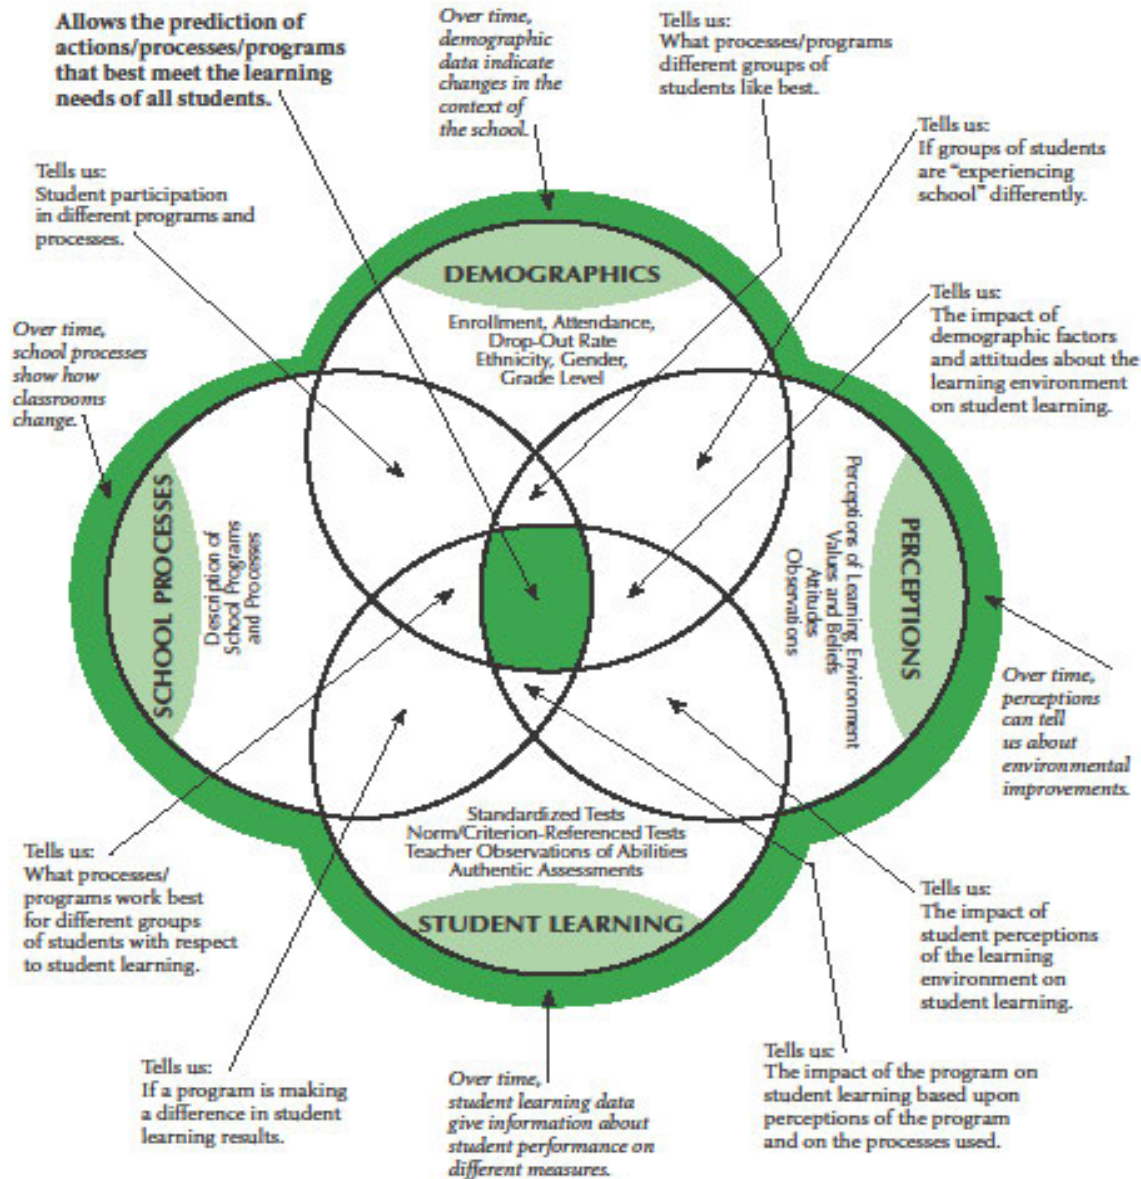 Allows the prediction of
actions/processes/programs
that best meet the learning
needs of all students.
Over time,
demographic
data indicate
changes in the
context of
the school.
Tells us:
What processes/programs
different groups of
students like best.
Tells us:
If groups of students
are “experiencing
school” differently.
Tells us:
Student participation
in different programs and
processes.
DEMOGRAPHICS
Enrollment, Attendance,
Drop-Out Rate
Ethnicity, Gender,
Grade Level
Tells us:
The impact of
demographic factors
and attitudes about the
learning environment
on student learning.
Over time,
school processes
show how
classrooms
change.
SCHOOL PROCESSES
Description of
School Programs
and Processes
PERCEPTIONS
Perceptions of Learning Environment
Values and Beliefs
Attitudes
Observations
Over time,
perceptions
can tell
us about
environmental
improvements.
Standardized Tests
Norm/Criterion-Referenced Tests
Teacher Observations of Abilities
Authentic Assessments
STUDENT LEARNING
Tells us:
What processes/
programs work best
for different groups
of students with respect
to student learning.
Tells us:
The impact of
student perceptions
of the learning
environment on
student learning.
Tells us:
If a program is making
a difference in student
learning results.
Over time,
student learning data
give information about
student performance on
different measures.
Tells us:
The impact of the program on
student learning based upon
perceptions of the program
and on the processes used.